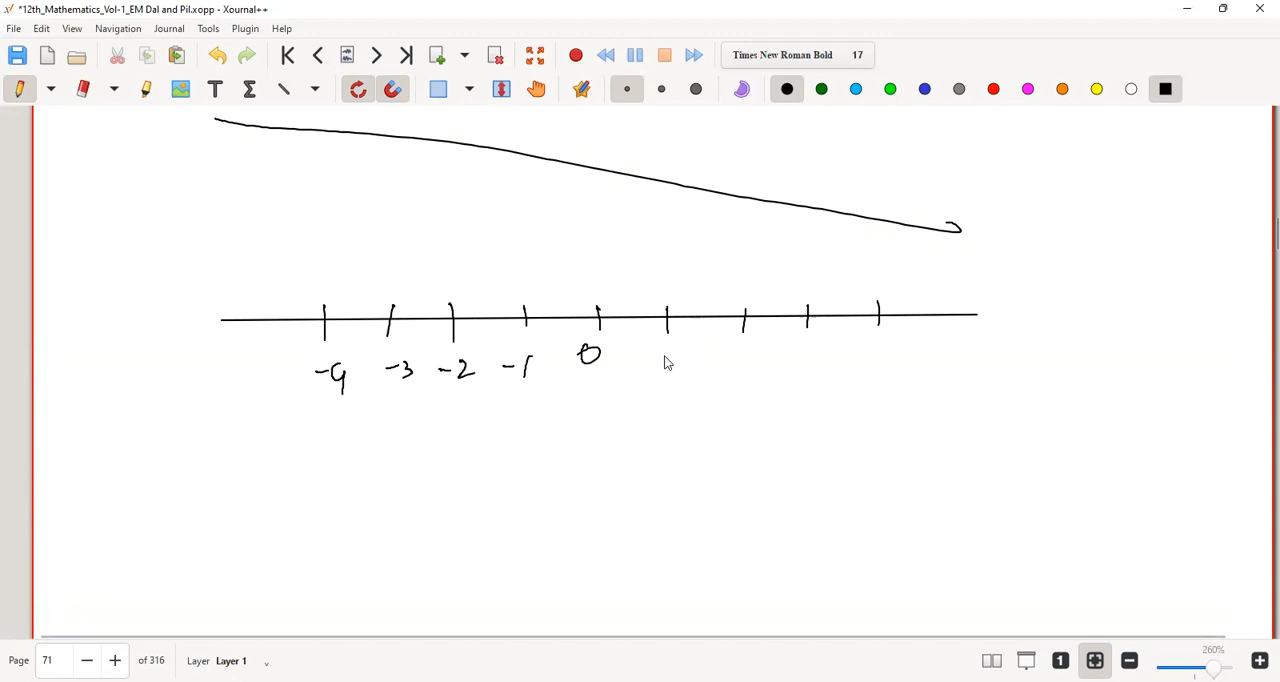 *12th_Mathematics_Vol-1_EM Dal and Pil.xopp - Xournal++
File Edit View Navigation Journal Tools Plugin Help
Times New Roman Bold 17
-4 -3 -2 -1 0
Page 71 of 316 Layer Layer 1 1 260%